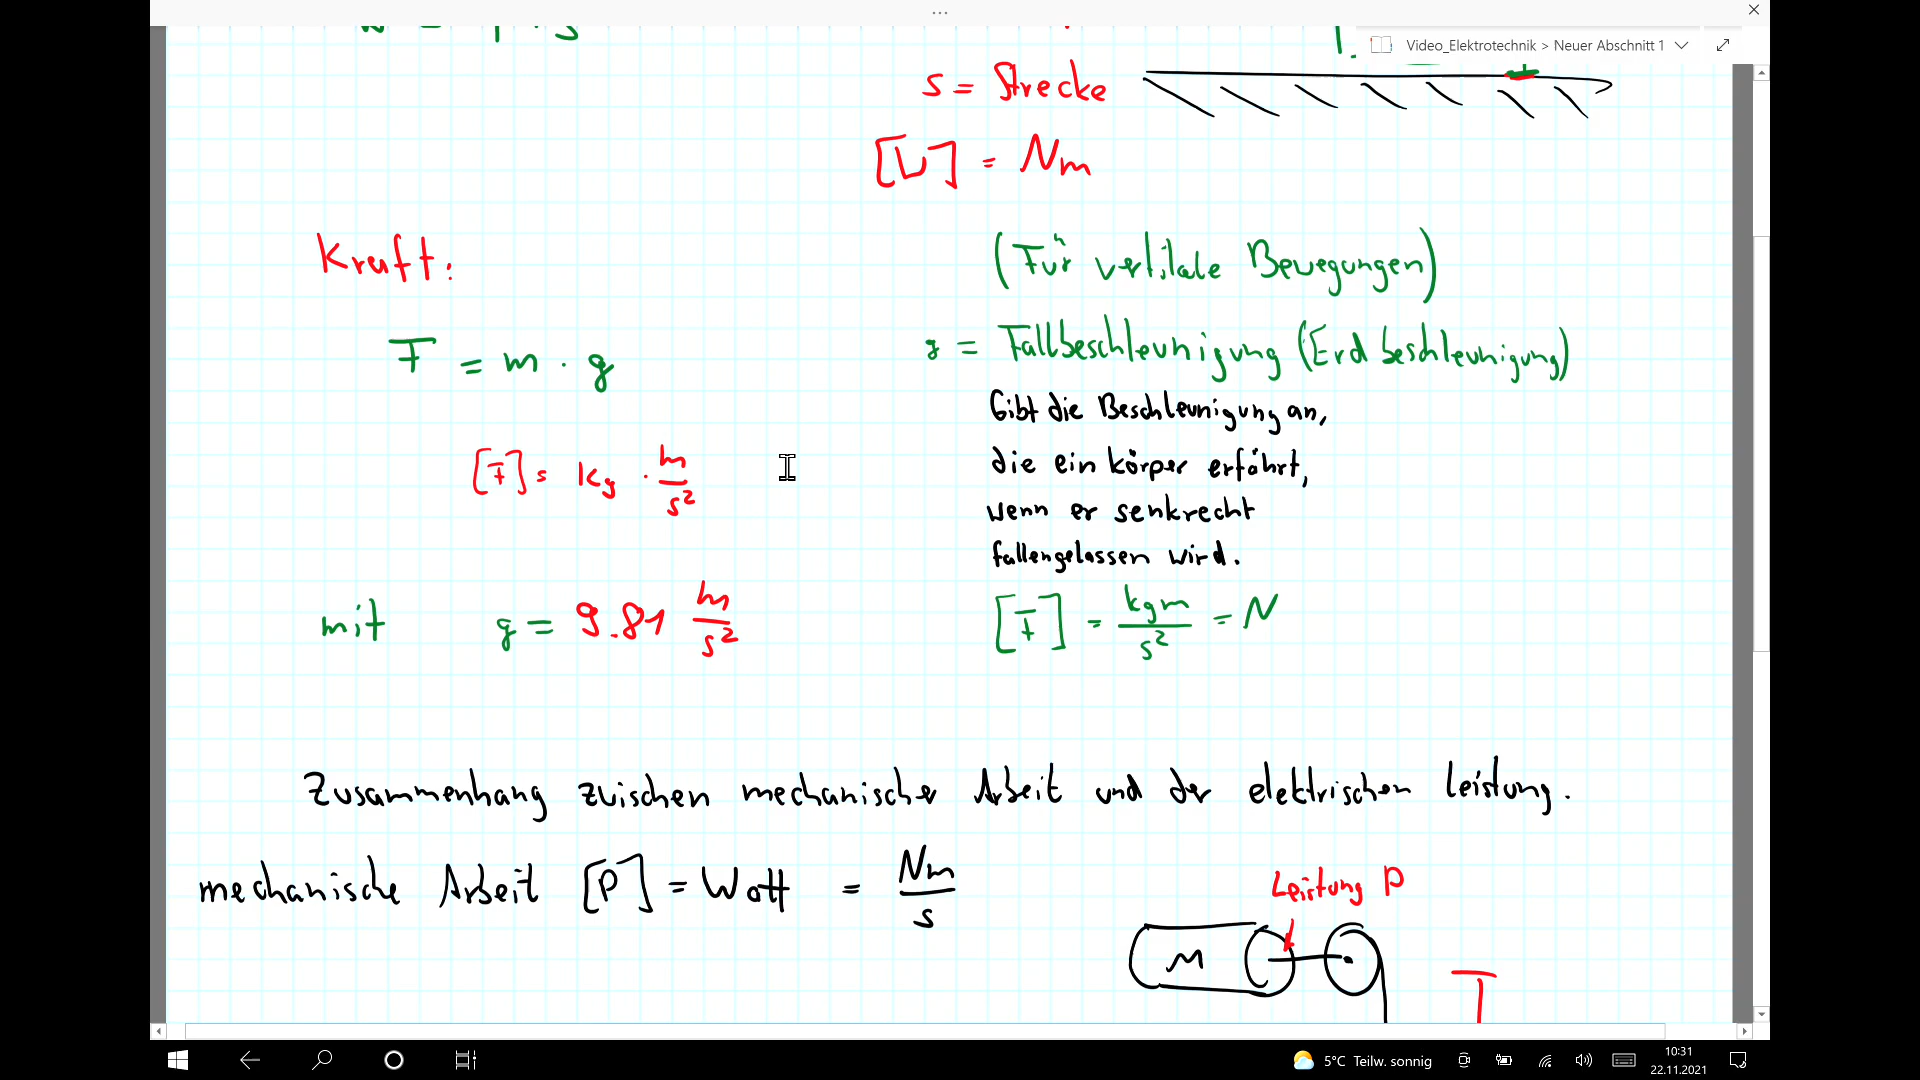 Video_Elektrotechnik > Neuer Abschnitt 1
s = Strecke
[W] = Nm
Kraft:
(Für vertikale Bewegungen)
F = m · g
g = Fallbeschleunigung (Erdbeschleunigung)
Gibt die Beschleunigung an,
die ein körper erfährt,
wenn er senkrecht
fallengelassen wird.
[F] = kg · m/s²
mit g = 9.81 m/s²
[F] = kgm/s² = N
Zusammenhang zwischen mechanischer Arbeit und der elektrischen Leistung.
mechanische Arbeit [P] = Watt = Nm/s
Leistung P
M
5°C Teilw. sonnig
10:31
22.11.2021